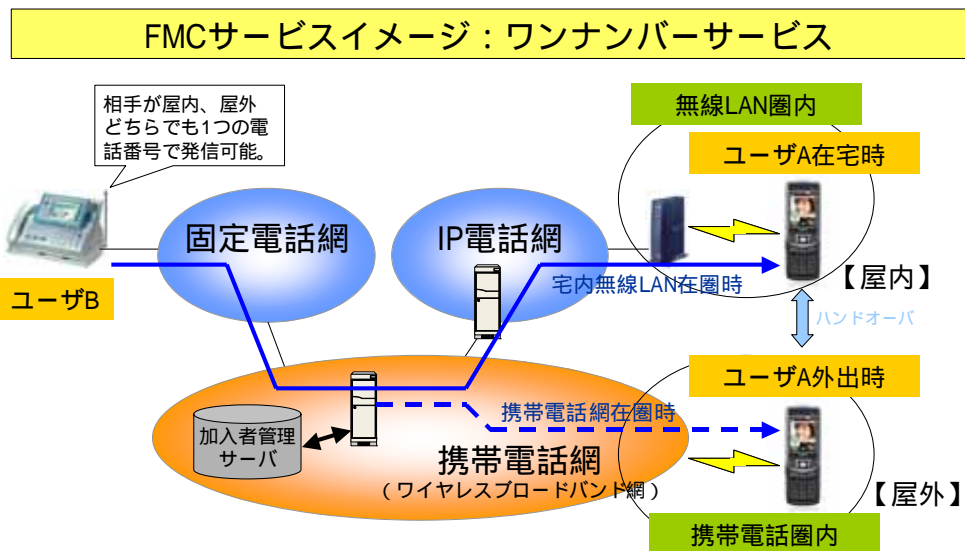 FMCサービスイメージ：ワンナンバーサービス
相手が屋内、屋外
どちらでも1つの電
話番号で発信可能。
無線LAN圏内
ユーザA在宅時
固定電話網
IP電話網
ユーザB
宅内無線LAN在圏時
【屋内】
ハンドオーバ
ユーザA外出時
携帯電話網在圏時
加入者管理
サーバ
携帯電話網
（ワイヤレスブロードバンド網）
【屋外】
携帯電話圏内